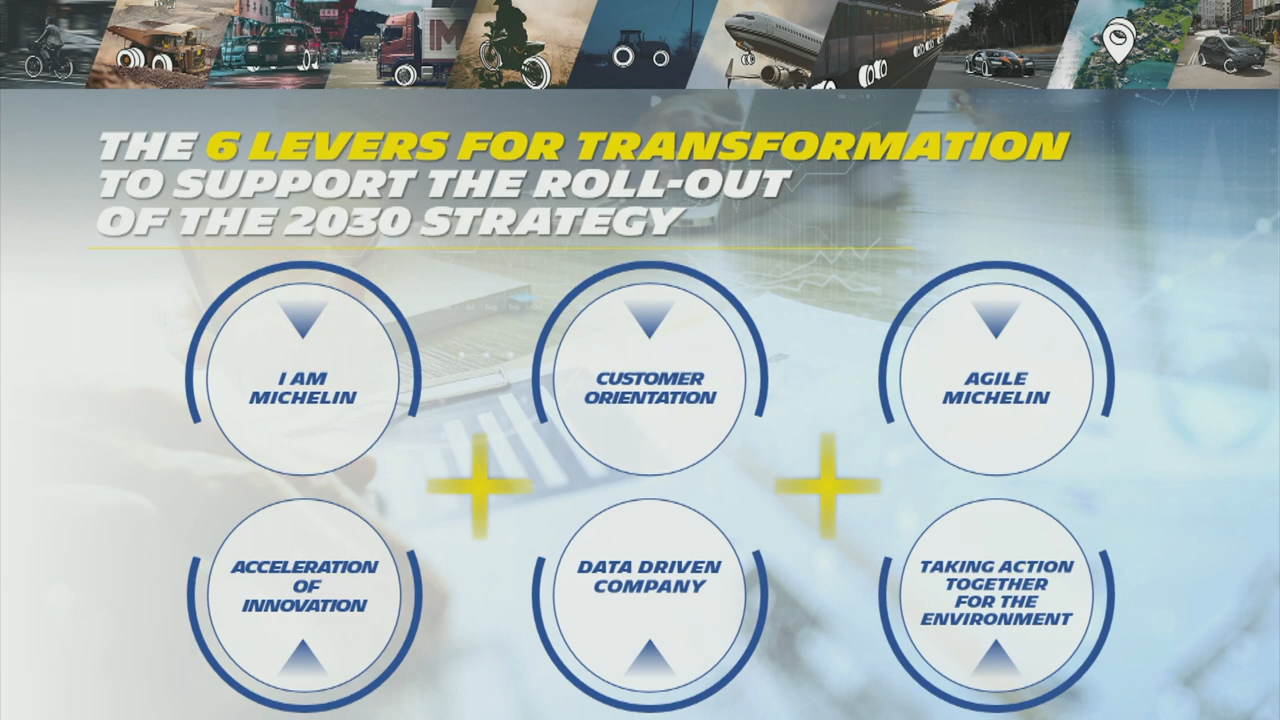 THE 6 LEVERS FOR TRANSFORMATION
TO SUPPORT THE ROLL-OUT
OF THE 2030 STRATEGY
I AM
MICHELIN
CUSTOMER
ORIENTATION
AGILE
MICHELIN
ACCELERATION
OF
INNOVATION
DATA DRIVEN
COMPANY
TAKING ACTION
TOGETHER
FOR THE
ENVIRONMENT